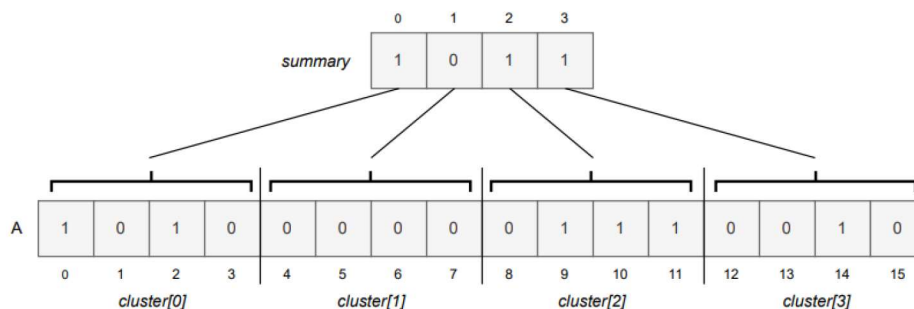 0 1 2 3
summary 1 0 1 1
A 1 0 1 0 0 0 0 0 0 1 1 1 0 0 1 0
0 1 2 3 4 5 6 7 8 9 10 11 12 13 14 15
cluster[0] cluster[1] cluster[2] cluster[3]